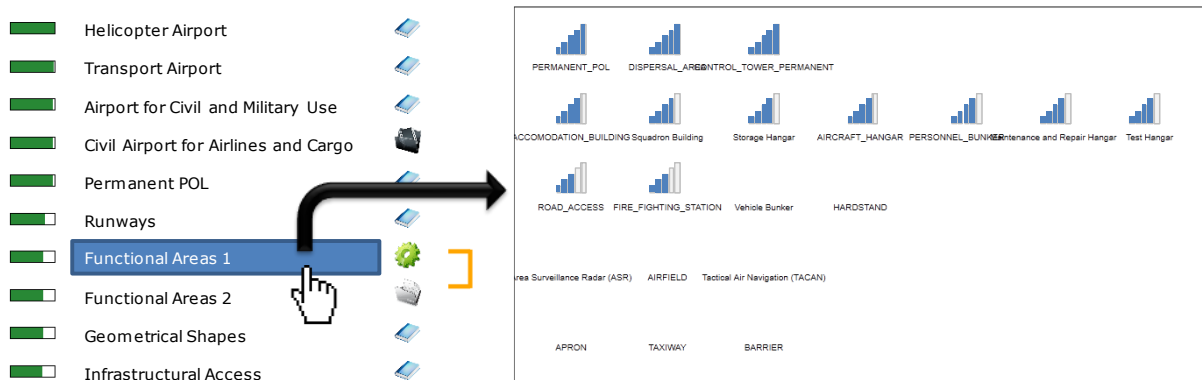 Helicopter Airport
Transport Airport
Airport for Civil and Military Use
Civil Airport for Airlines and Cargo
Permanent POL
Runways
Functional Areas 1
Functional Areas 2
Geometrical Shapes
Infrastructural Access
PERMANENT_POL DISPERSAL_AREA CONTROL_TOWER_PERMANENT
ACCOMODATION_BUILDING Squadron Building Storage Hangar AIRCRAFT_HANGAR PERSONNEL_BUNKER Maintenance and Repair Hangar Test Hangar
ROAD_ACCESS FIRE_FIGHTING_STATION Vehicle Bunker HARDSTAND
Area Surveillance Radar (ASR) AIRFIELD Tactical Air Navigation (TACAN)
APRON TAXIWAY BARRIER